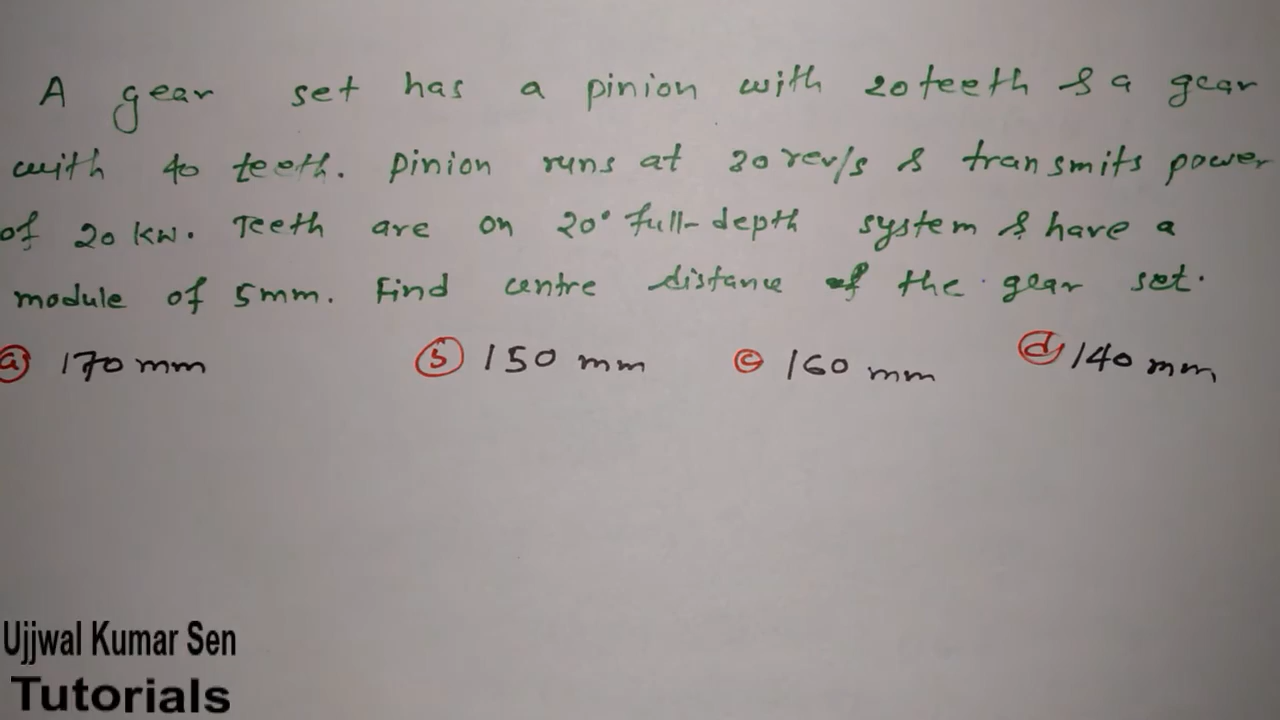 A gear set has a pinion with 20 teeth & a gear
with 40 teeth. Pinion runs at 30 rev/s & transmits power
of 20 kW. Teeth are on 20° full-depth system & have a
module of 5mm. Find centre distance of the gear set.
(a) 170 mm (b) 150 mm (c) 160 mm (d) 140 mm
Ujjwal Kumar Sen
Tutorials